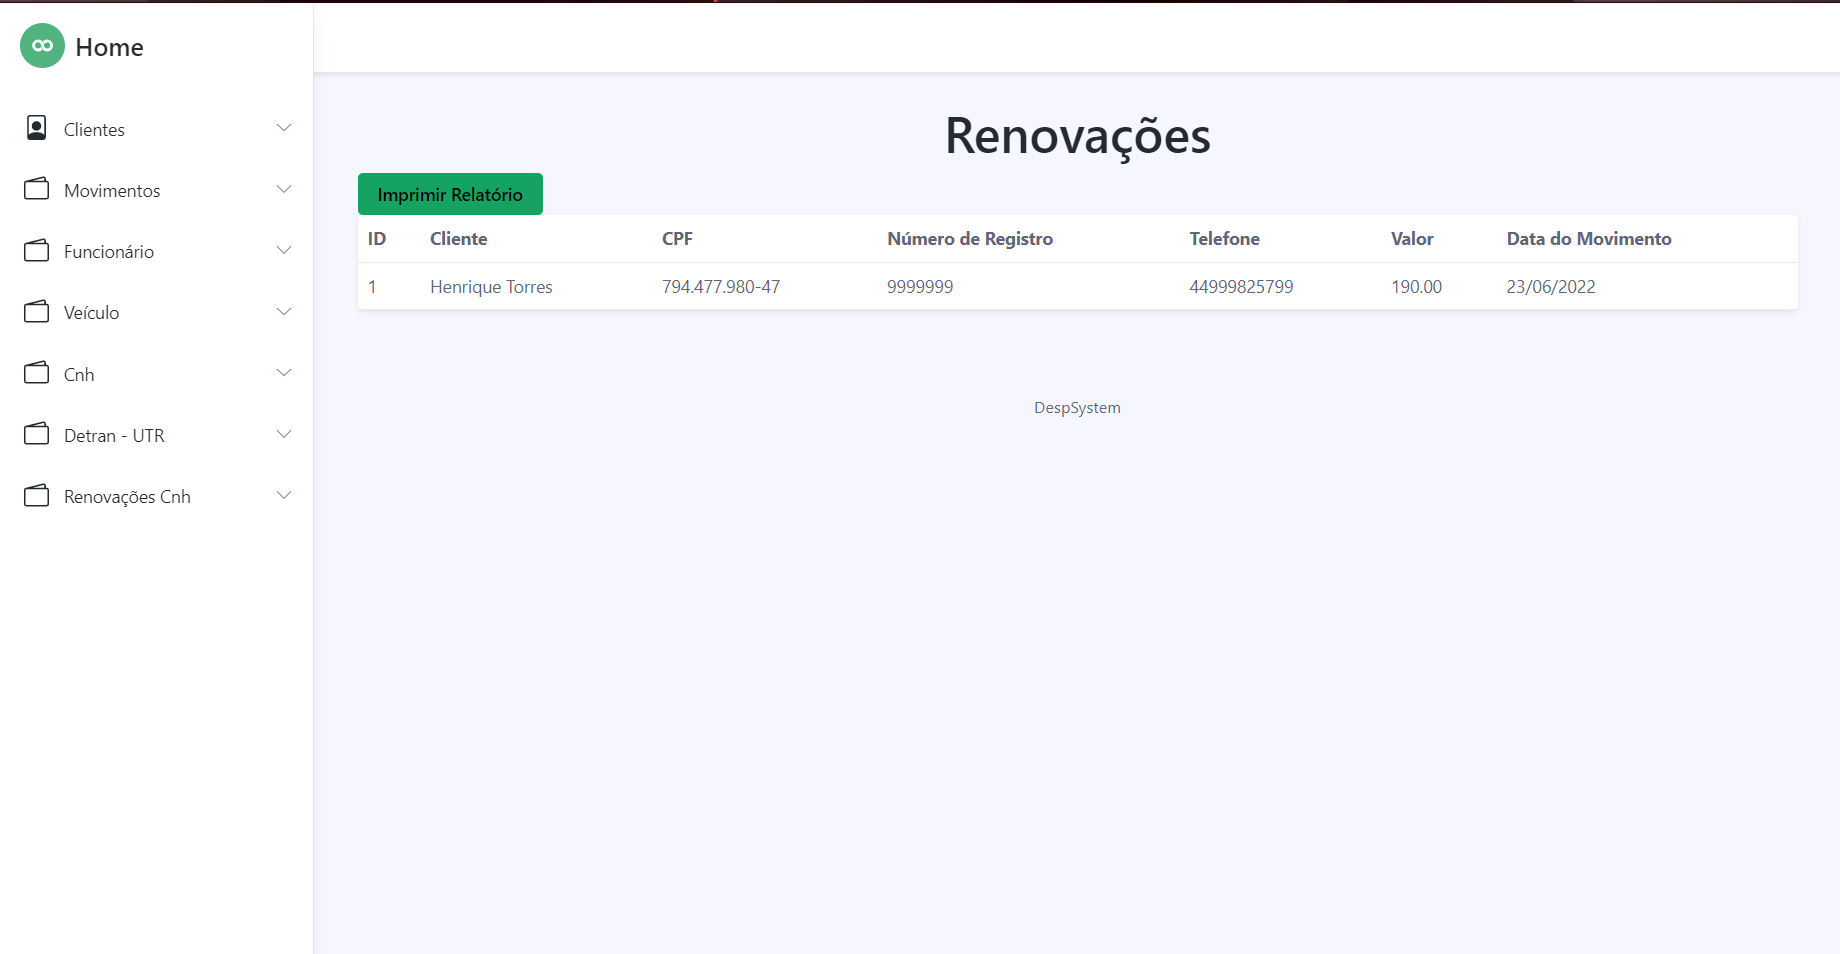 Home
Clientes
Movimentos
Funcionário
Veículo
Cnh
Detran - UTR
Renovações Cnh
Renovações
Imprimir Relatório
ID Cliente CPF Número de Registro Telefone Valor Data do Movimento
1 Henrique Torres 794.477.980-47 9999999 44999825799 190.00 23/06/2022
DespSystem